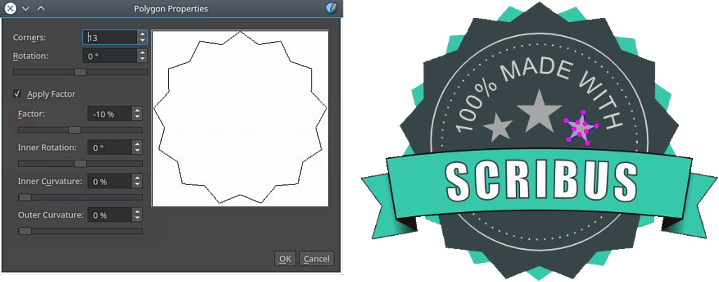 Polygon Properties
Corners: 13
Rotation: 0 °
Apply Factor
Factor: -10 %
Inner Rotation: 0 °
Inner Curvature: 0 %
Outer Curvature: 0 %
OK Cancel
100% MADE WITH
SCRIBUS